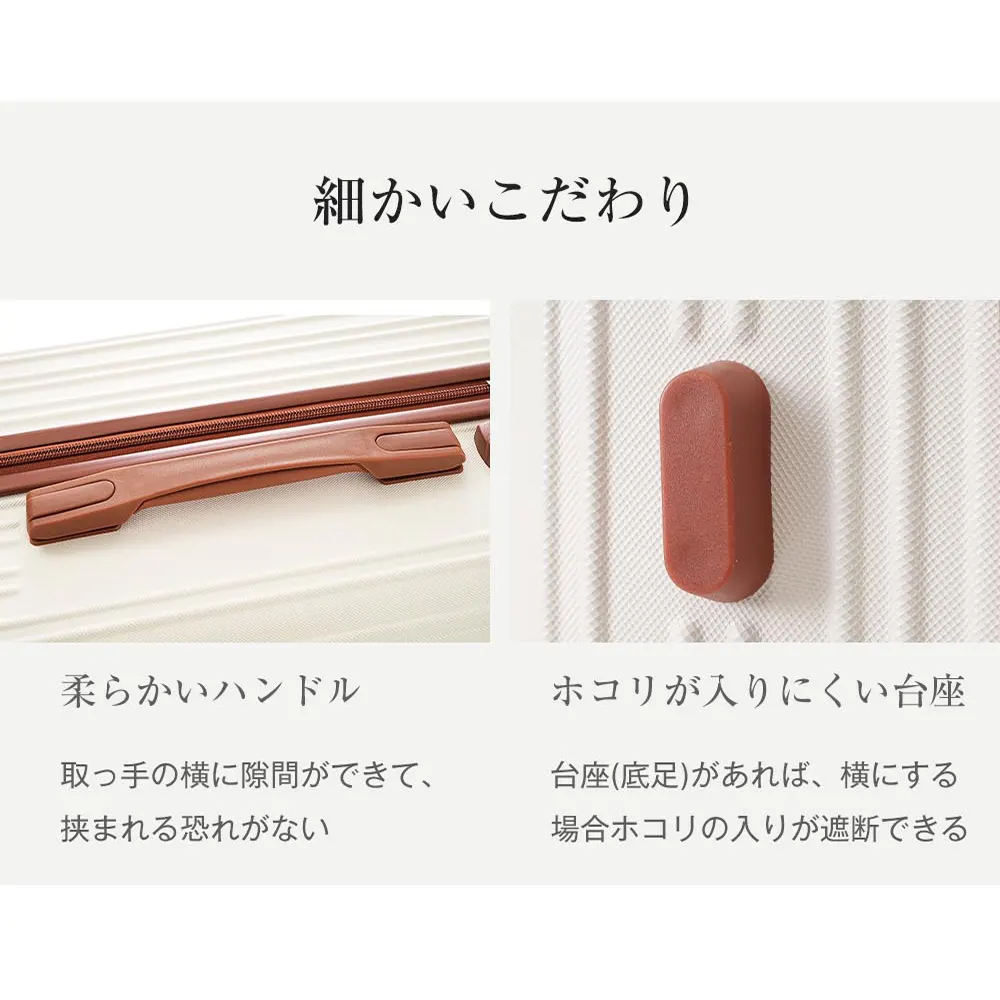 細かいこだわり
柔らかいハンドル
取っ手の横に隙間ができて、
挟まれる恐れがない
ホコリが入りにくい台座
台座(底足)があれば、横にする
場合ホコリの入りが遮断できる